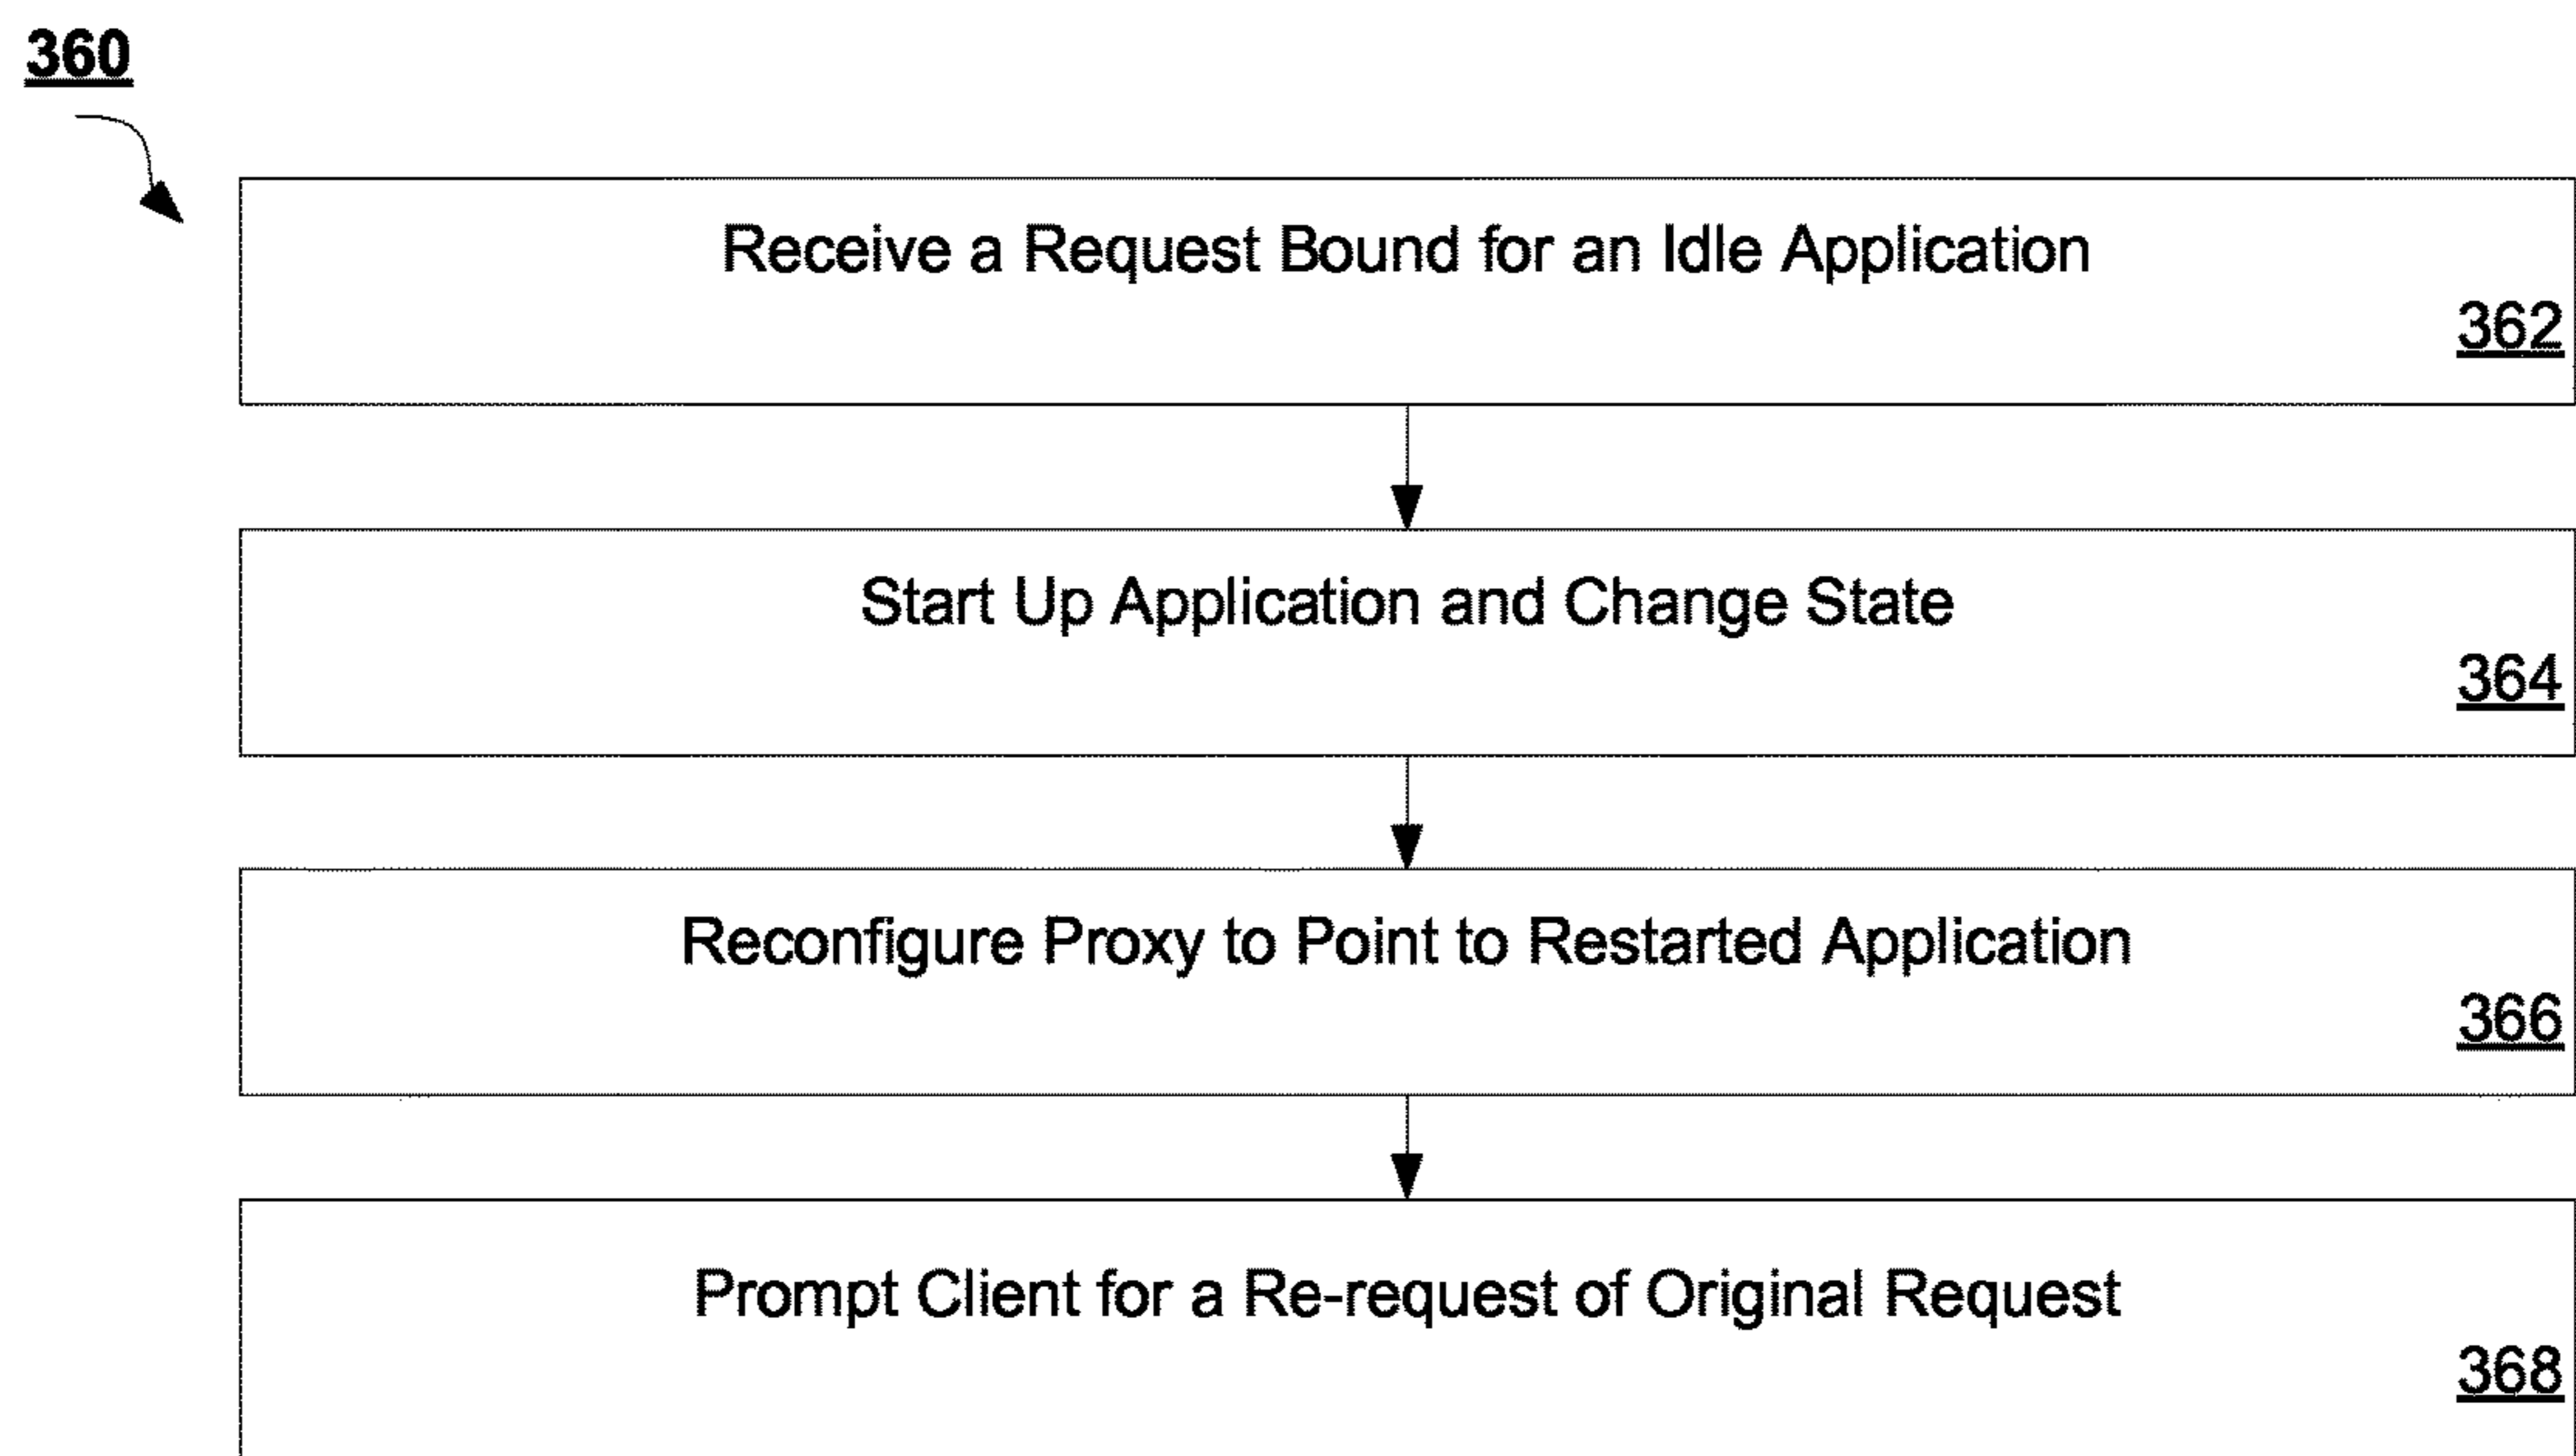 360
Receive a Request Bound for an Idle Application
362
Start Up Application and Change State
364
Reconfigure Proxy to Point to Restarted Application
366
Prompt Client for a Re-request of Original Request
368